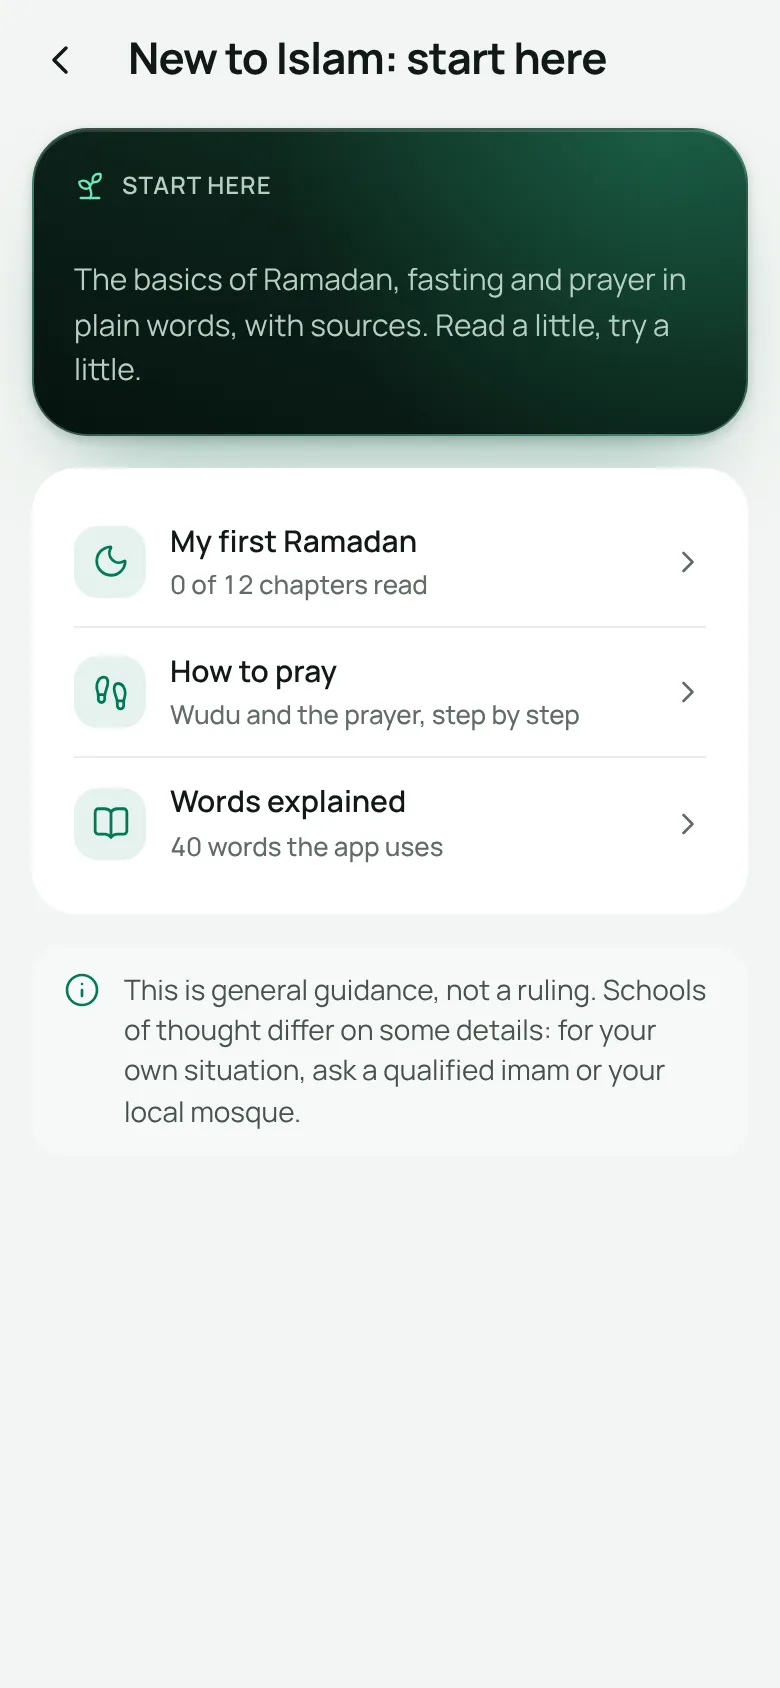 New to Islam: start here
START HERE
The basics of Ramadan, fasting and prayer in
plain words, with sources. Read a little, try a
little.
My first Ramadan
0 of 12 chapters read
How to pray
Wudu and the prayer, step by step
Words explained
40 words the app uses
This is general guidance, not a ruling. Schools
of thought differ on some details: for your
own situation, ask a qualified imam or your
local mosque.